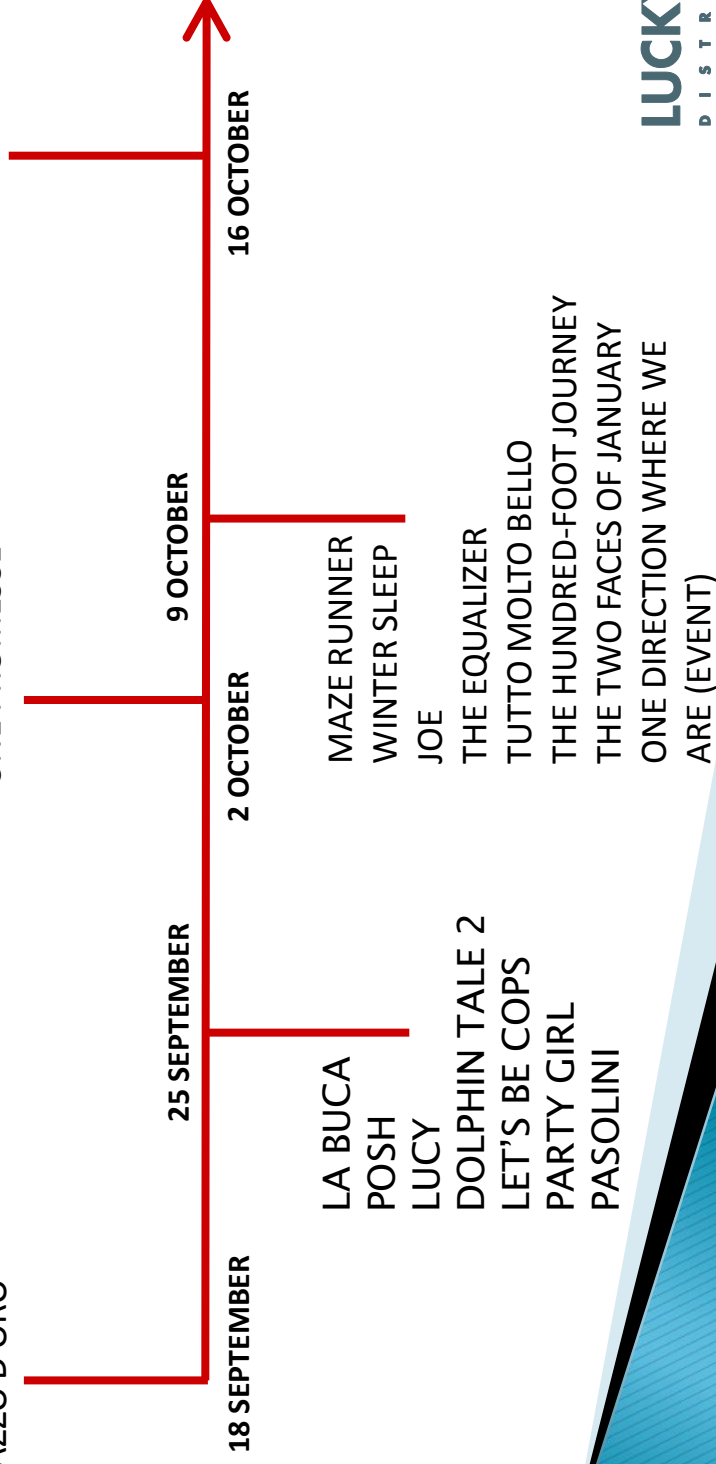 D'ORO
25 SEPTEMBER
9 OCTOBER
18 SEPTEMBER
2 OCTOBER
16 OCTOBER
LA BUCA
POSH
LUCY
DOLPHIN TALE 2
LET'S BE COPS
PARTY GIRL
PASOLINI
MAZE RUNNER
WINTER SLEEP
JOE
THE EQUALIZER
TUTTO MOLTO BELLO
THE HUNDRED-FOOT JOURNEY
THE TWO FACES OF JANUARY
ONE DIRECTION WHERE WE
ARE (EVENT)
LUCKY